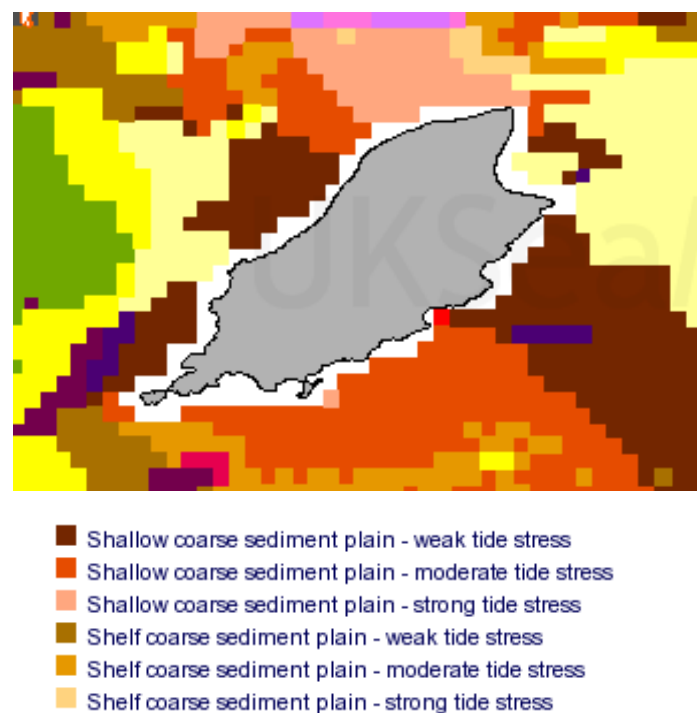 UKSea
Shallow coarse sediment plain - weak tide stress
Shallow coarse sediment plain - moderate tide stress
Shallow coarse sediment plain - strong tide stress
Shelf coarse sediment plain - weak tide stress
Shelf coarse sediment plain - moderate tide stress
Shelf coarse sediment plain - strong tide stress